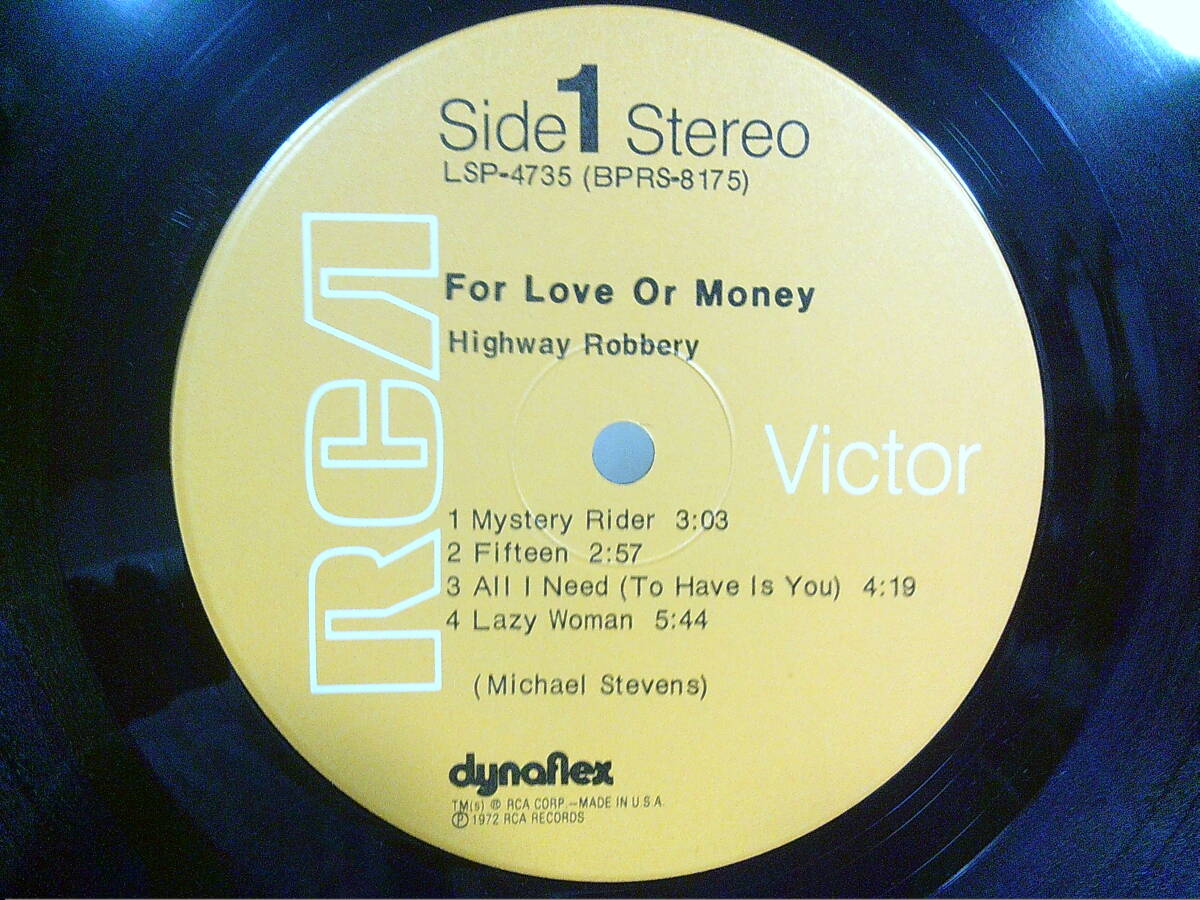 Side 1 Stereo
LSP-4735 (BPRS-8175)
RCA
For Love Or Money
Highway Robbery
Victor
1 Mystery Rider 3:03
2 Fifteen 2:57
3 All I Need (To Have Is You) 4:19
4 Lazy Woman 5:44
(Michael Stevens)
dynaflex
TM(s) ® RCA CORP.–MADE IN U.S.A.
Ⓟ 1972 RCA RECORDS